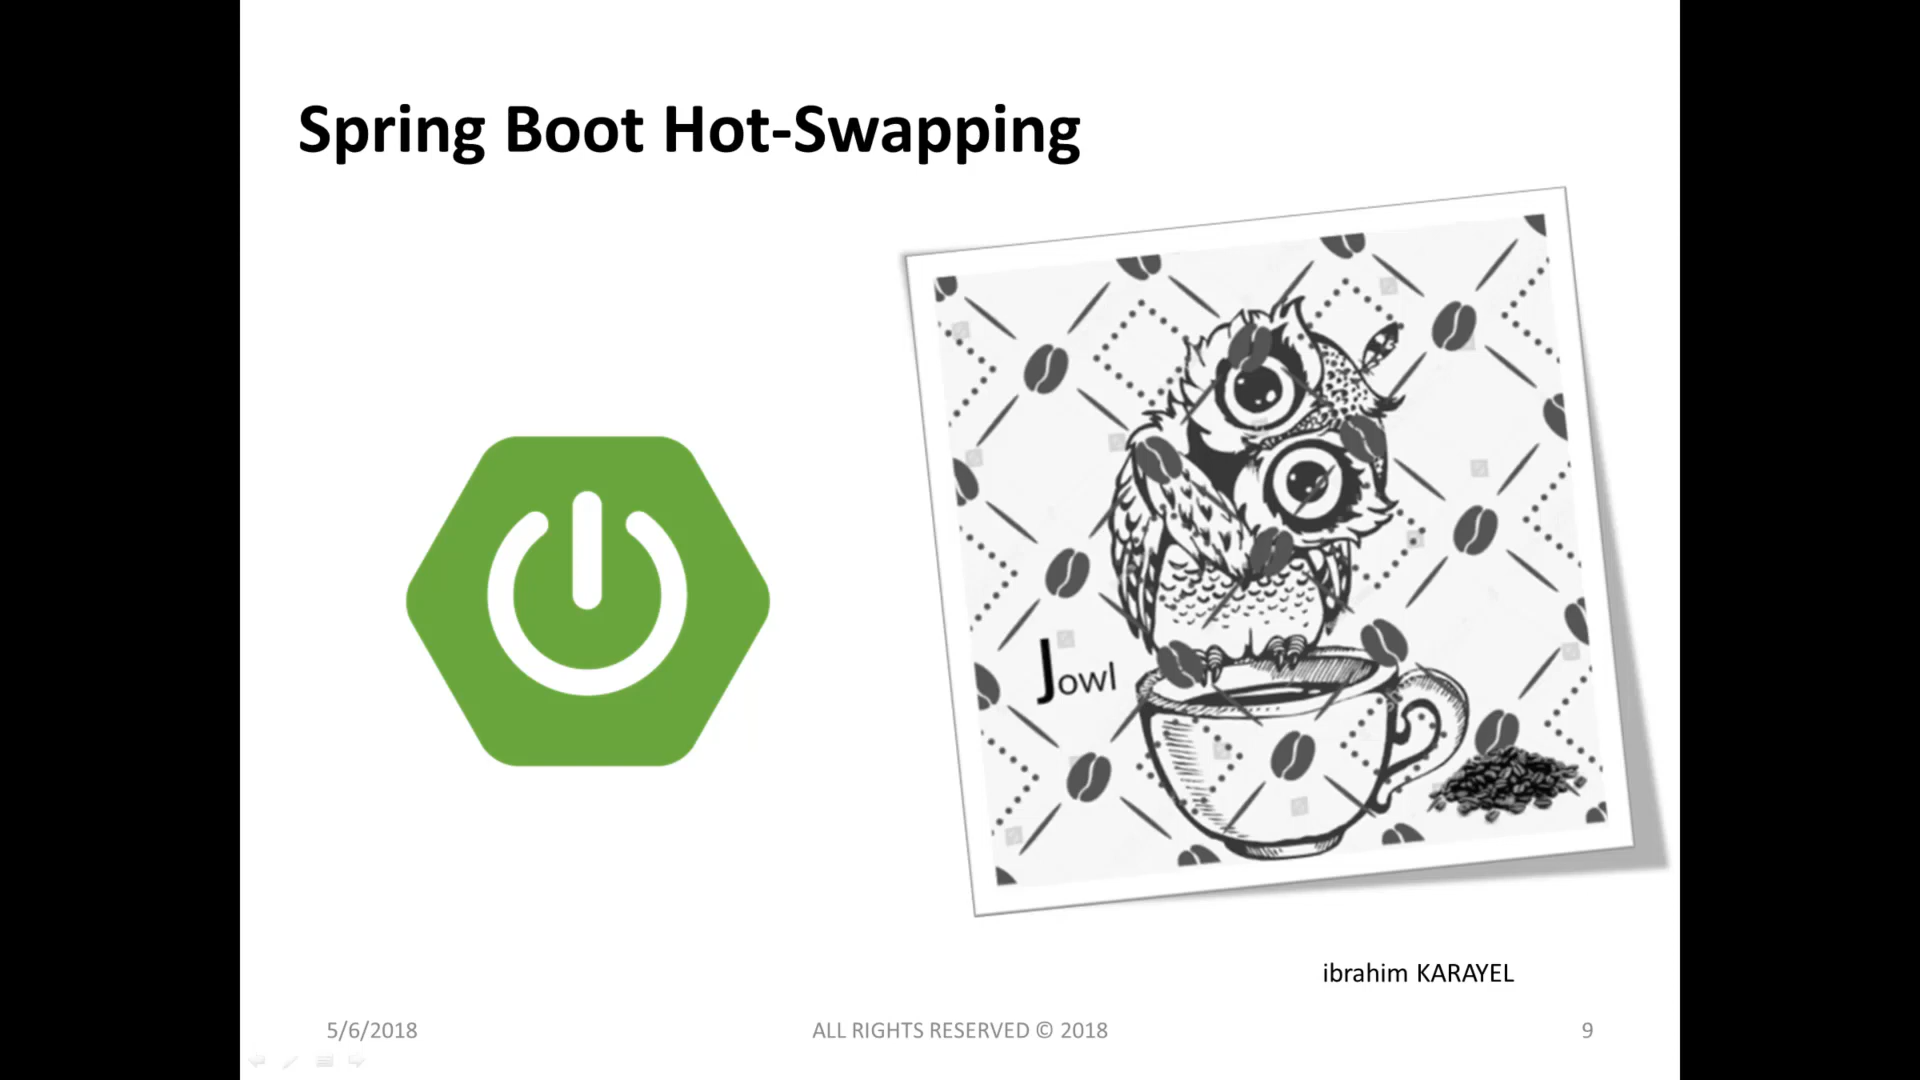 Spring Boot Hot-Swapping
Jowl
ibrahim KARAYEL
5/6/2018
ALL RIGHTS RESERVED © 2018
9